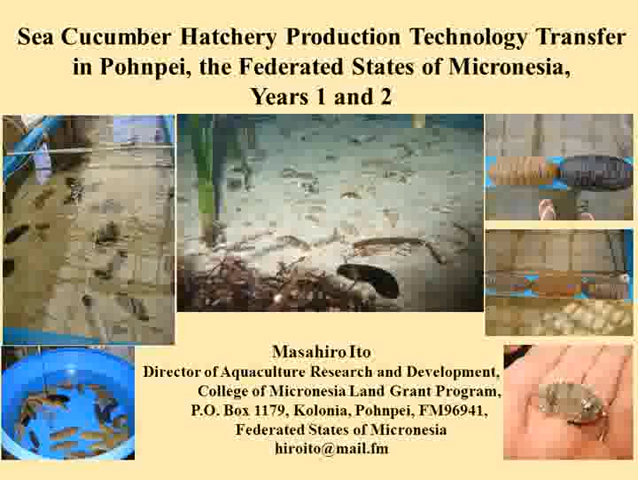 Sea Cucumber Hatchery Production Technology Transfer
in Pohnpei, the Federated States of Micronesia,
Years 1 and 2
Masahiro Ito
Director of Aquaculture Research and Development,
College of Micronesia Land Grant Program,
P.O. Box 1179, Kolonia, Pohnpei, FM96941,
Federated States of Micronesia
hiroito@mail.fm